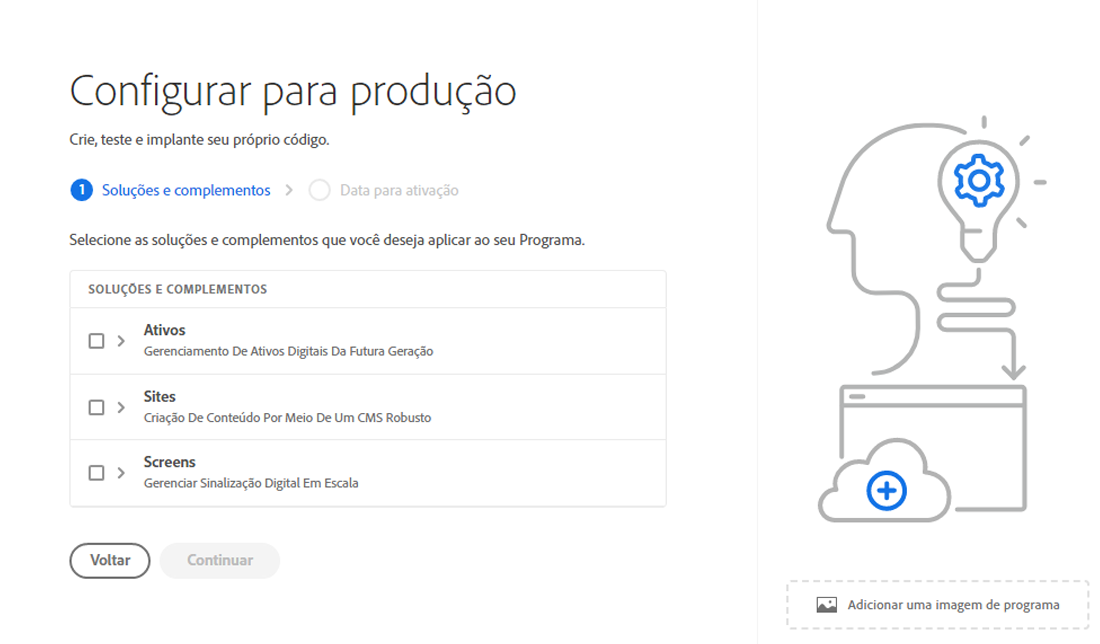 Configurar para produção
Crie, teste e implante seu próprio código.
1 Soluções e complementos > Data para ativação
Selecione as soluções e complementos que você deseja aplicar ao seu Programa.
SOLUÇÕES E COMPLEMENTOS
Ativos
Gerenciamento De Ativos Digitais Da Futura Geração
Sites
Criação De Conteúdo Por Meio De Um CMS Robusto
Screens
Gerenciar Sinalização Digital Em Escala
Voltar Continuar
Adicionar uma imagem de programa